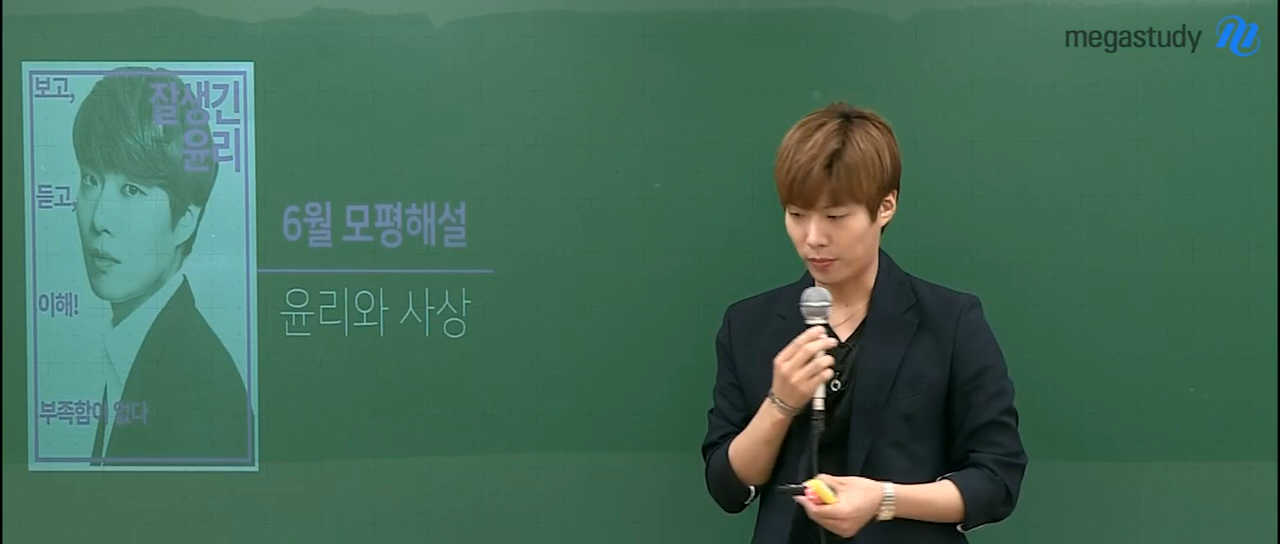 megastudy
보고,
잘생긴
윤리
듣고,
이해!
부족함이 없다
6월 모평해설
윤리와 사상